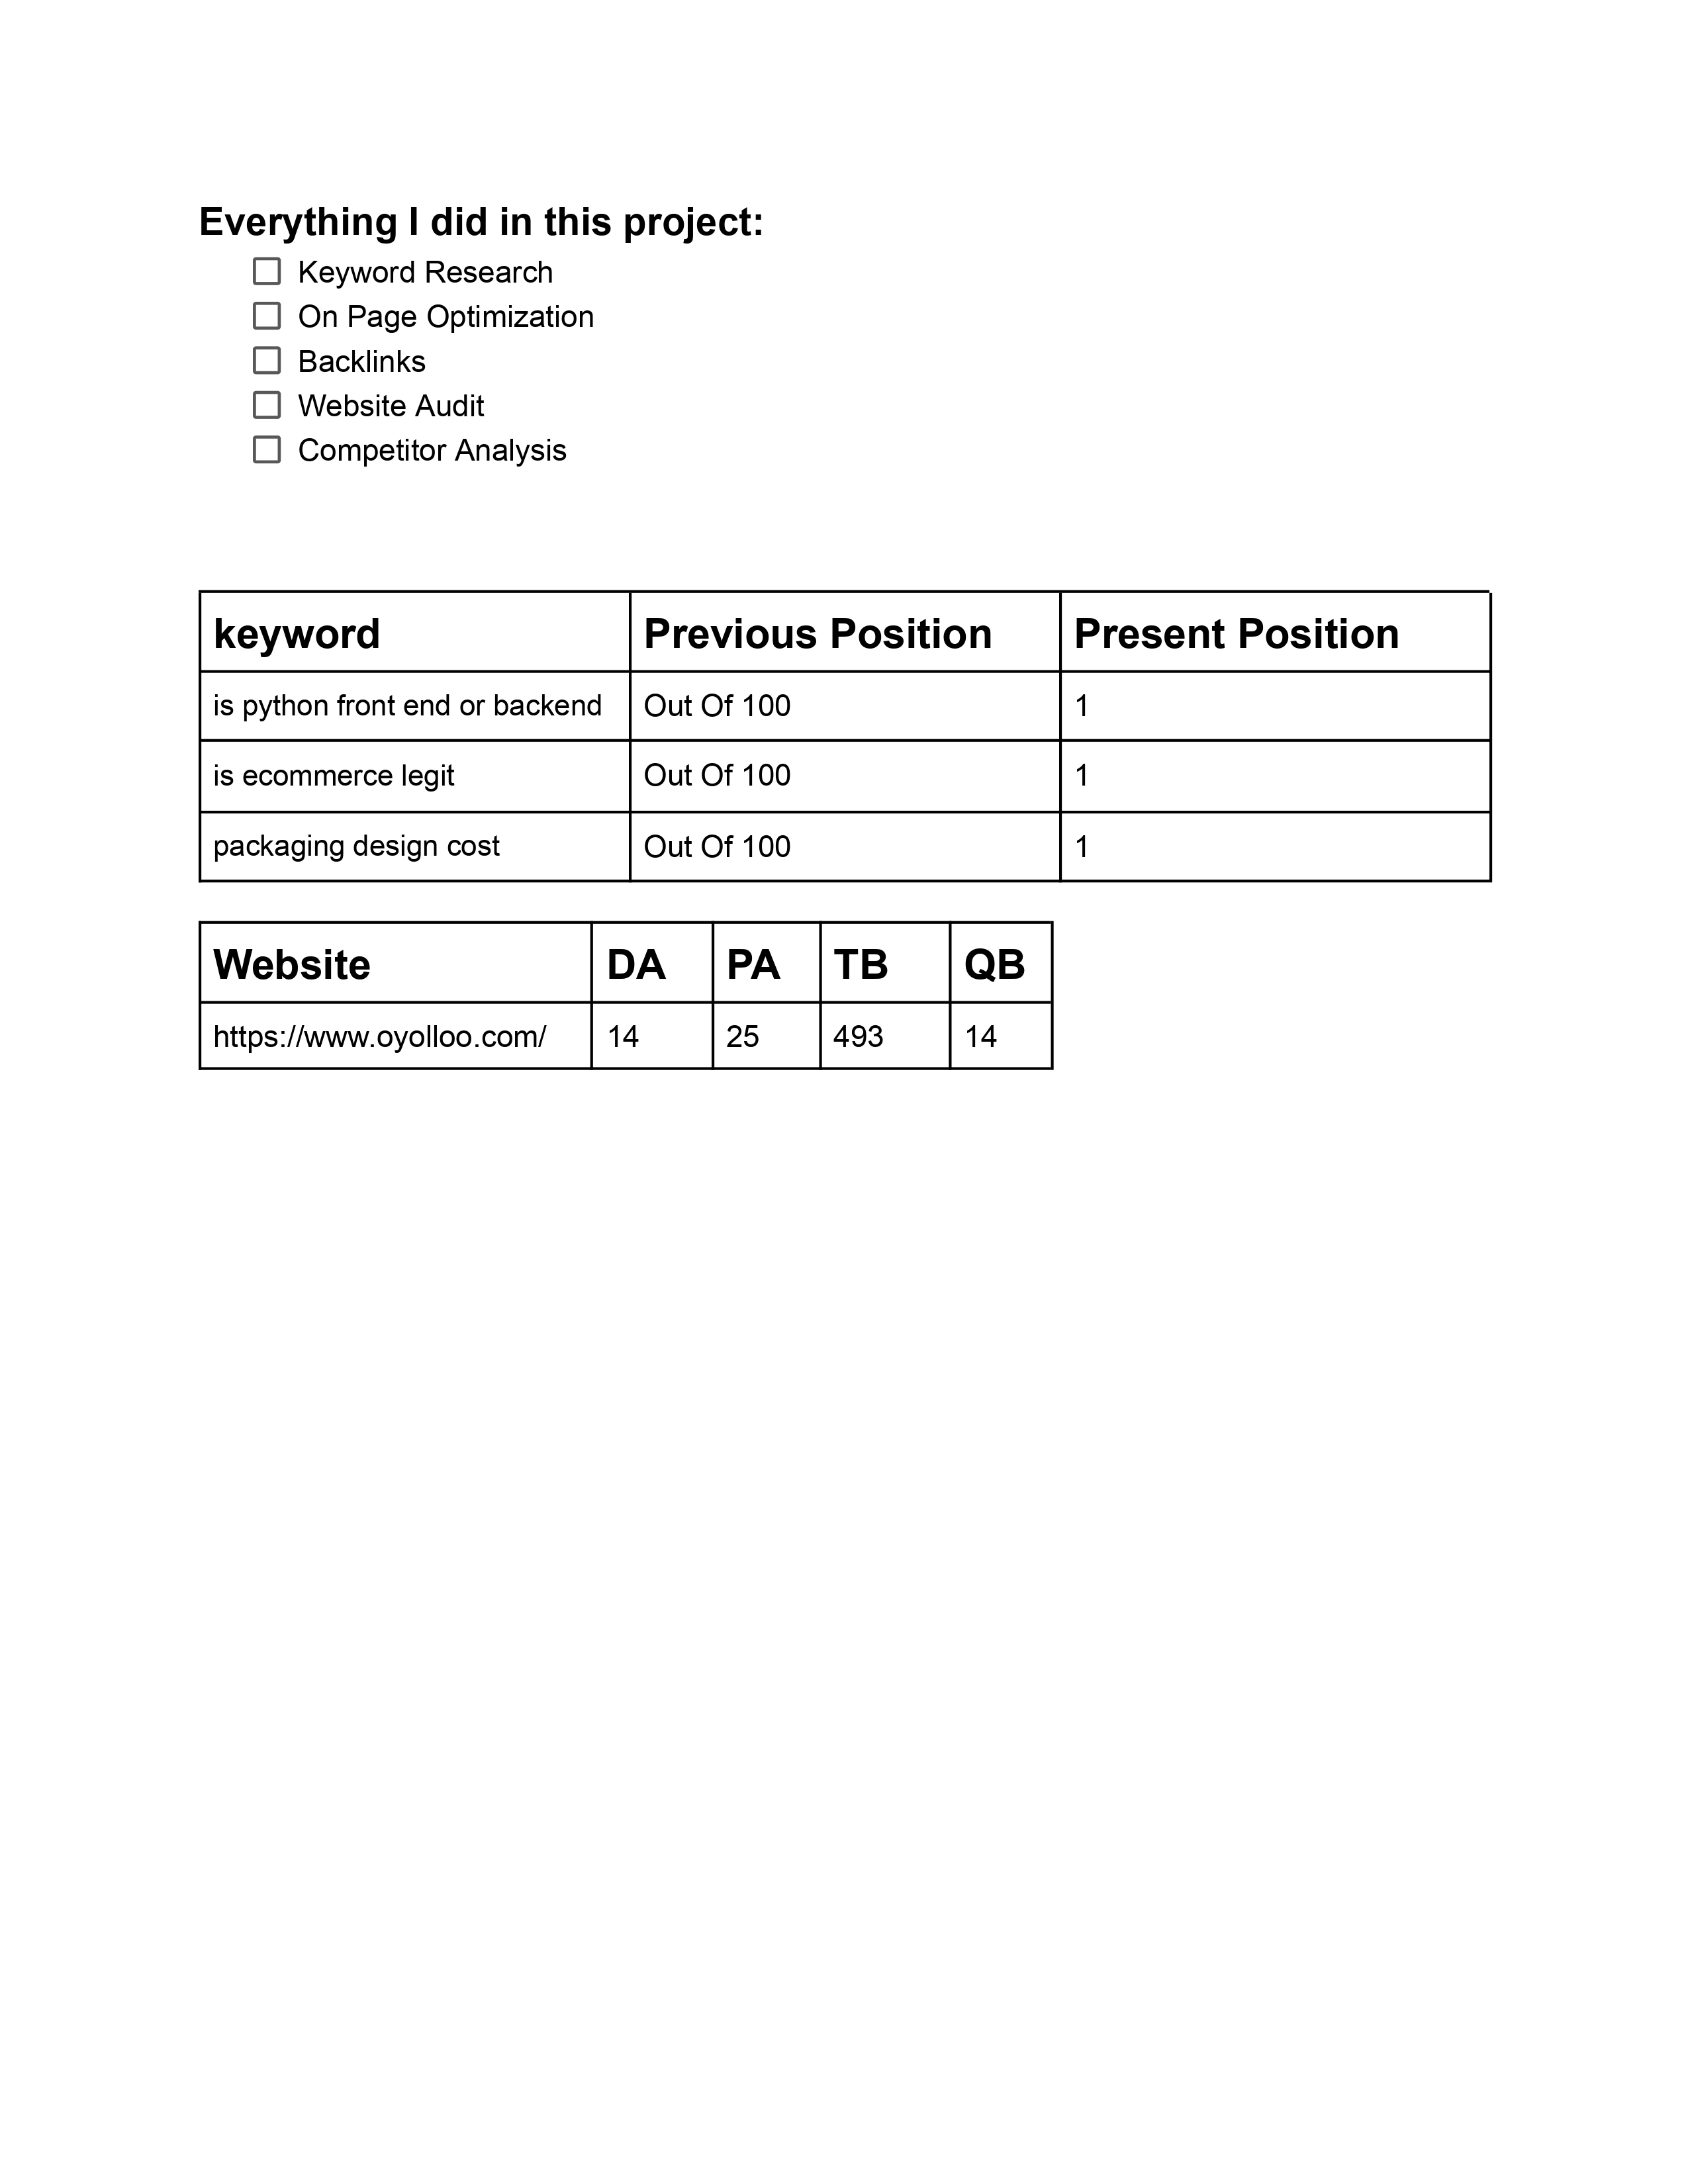 Everything I did in this project:
Keyword Research
On Page Optimization
Backlinks
Website Audit
Competitor Analysis
keyword Previous Position Present Position
is python front end or backend Out Of 100 1
is ecommerce legit Out Of 100 1
packaging design cost Out Of 100 1
Website DA PA TB QB
https://www.oyolloo.com/ 14 25 493 14